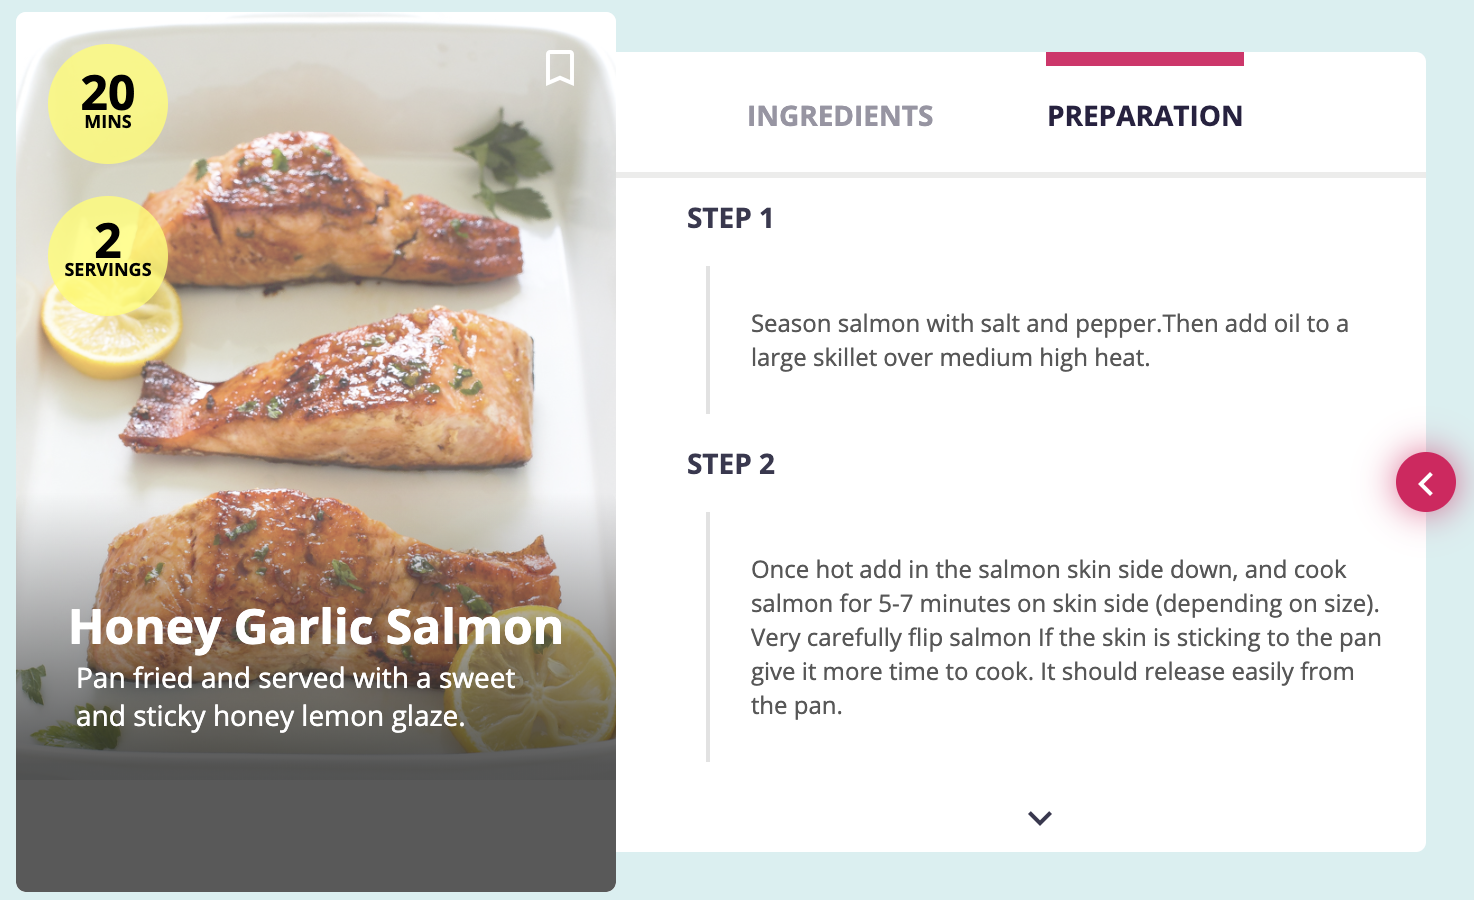 20
MINS
2
SERVINGS
Honey Garlic Salmon
Pan fried and served with a sweet
and sticky honey lemon glaze.
INGREDIENTS
PREPARATION
STEP 1
Season salmon with salt and pepper.Then add oil to a
large skillet over medium high heat.
STEP 2
Once hot add in the salmon skin side down, and cook
salmon for 5-7 minutes on skin side (depending on size).
Very carefully flip salmon If the skin is sticking to the pan
give it more time to cook. It should release easily from
the pan.